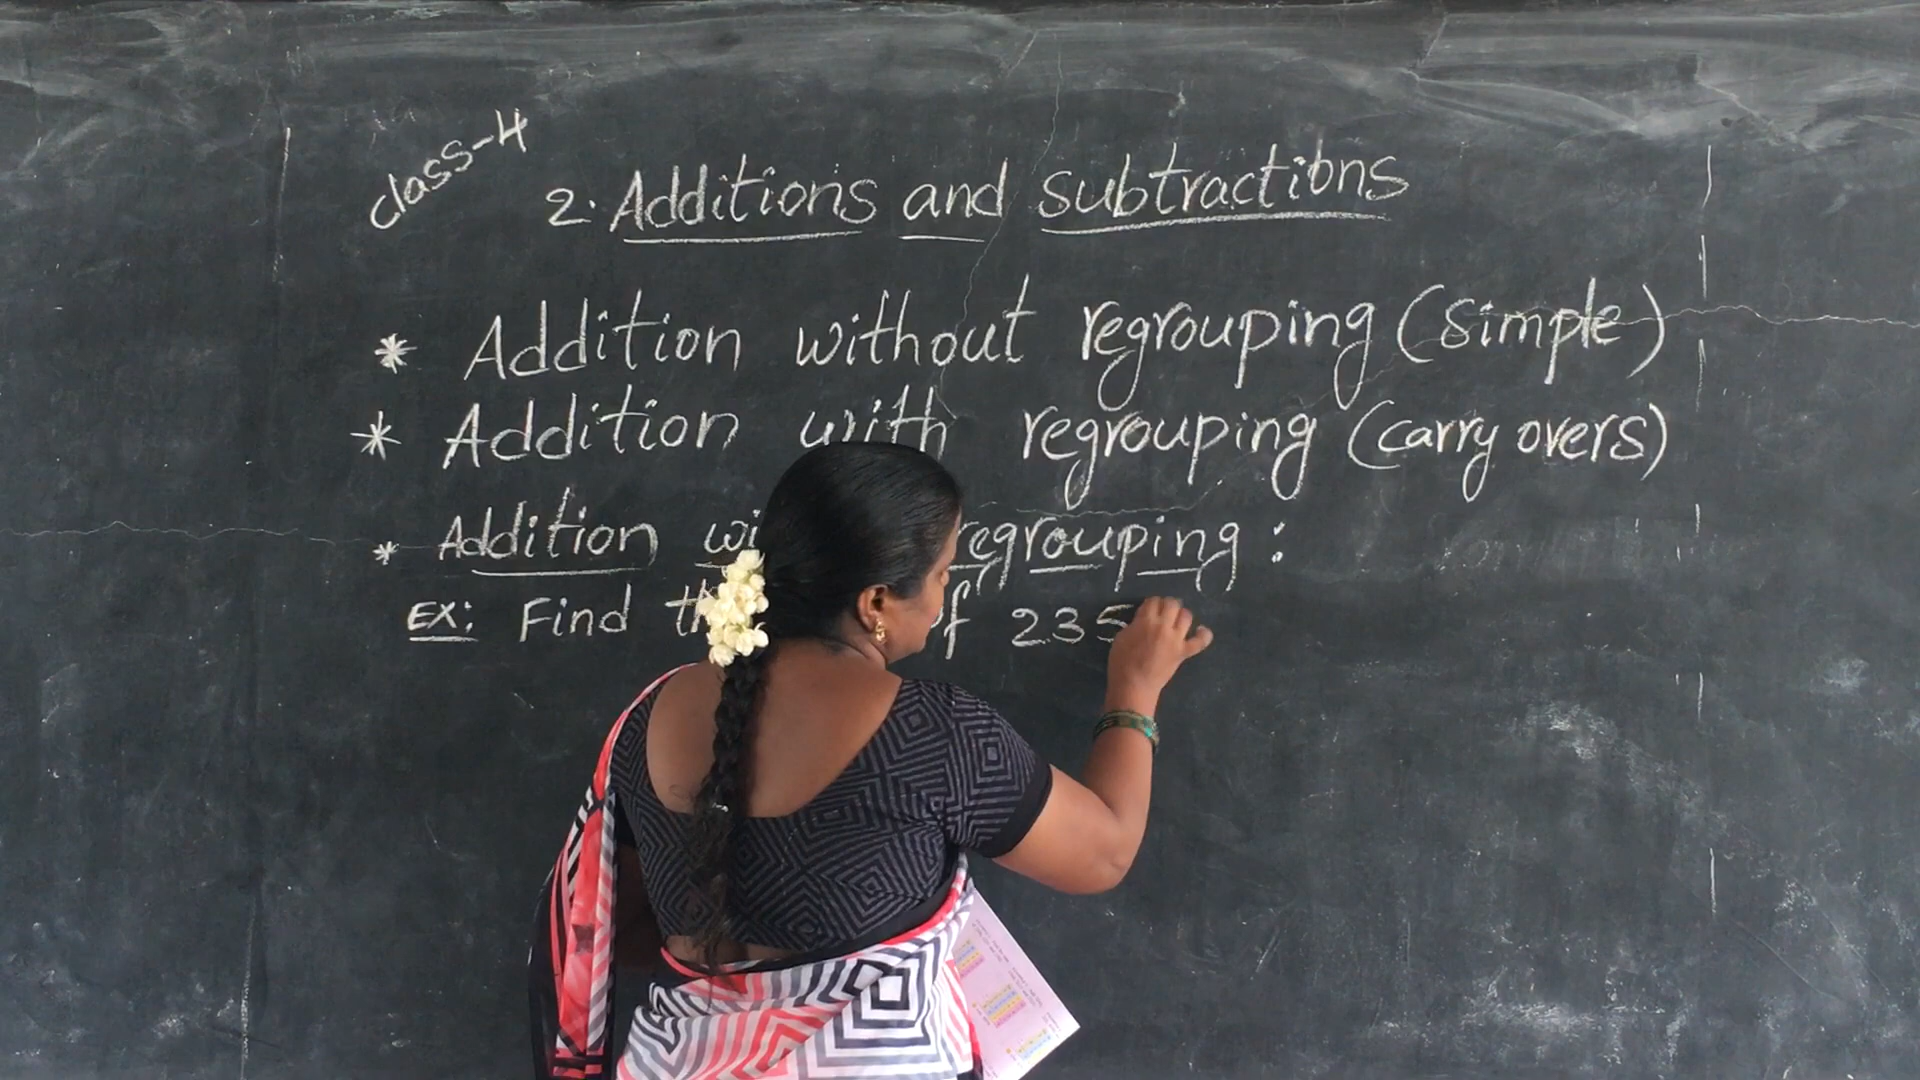 class-4
2. Additions and subtractions
* Addition without regrouping (simple)
* Addition with regrouping (carry overs)
* Addition regrouping :
Ex: Find of 235